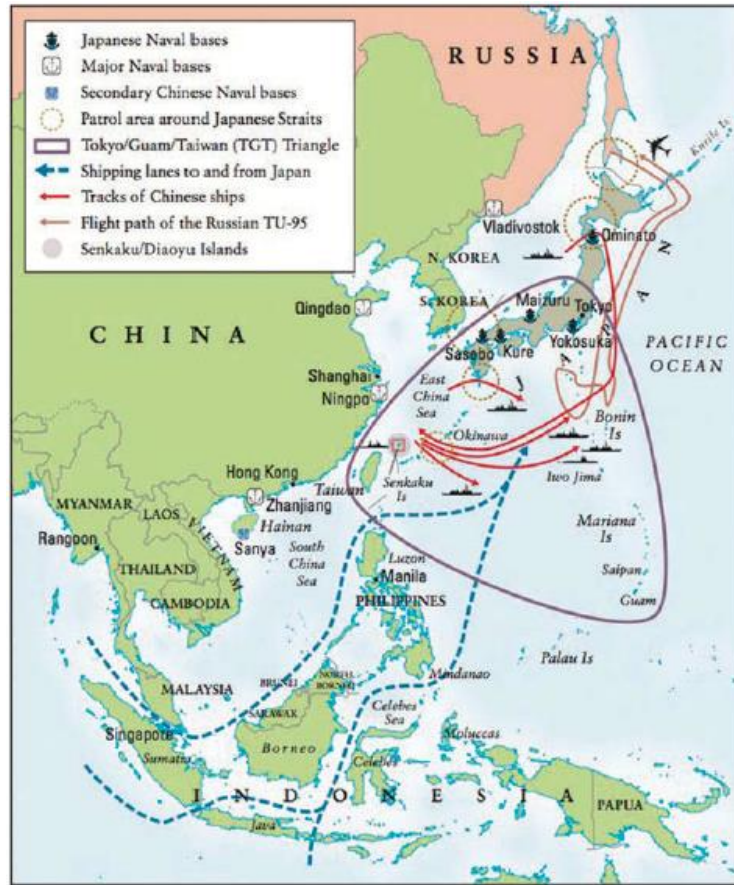 Japanese Naval bases
Major Naval bases
Secondary Chinese Naval bases
Patrol area around Japanese Straits
Tokyo/Guam/Taiwan (TGT) Triangle
Shipping lanes to and from Japan
Tracks of Chinese ships
Flight path of the Russian TU-95
Senkaku/Diaoyu Islands
RUSSIA
Kurile Is
Vladivostok
Ominato
N. KOREA
S. KOREA
Qingdao
Maizuru
Tokyo
JAPAN
CHINA
Sasebo
Kure
Yokosuka
PACIFIC
OCEAN
Shanghai
Ningpo
East
China
Sea
Bonin
Is
Okinawa
Iwo Jima
Hong Kong
Taiwan
Senkaku
Is
MYANMAR
LAOS
Zhanjiang
Hainan
VIETNAM
Rangoon
Sanya
South
China
Sea
Luzon
Mariana
Is
THAILAND
Manila
Saipan
CAMBODIA
PHILIPPINES
Guam
Palau Is
MALAYSIA
BRUNEI
NORTH
BORNEO
Mindanao
SARAWAK
Celebes
Sea
Singapore
Sumatra
Borneo
Moluccas
Celebes
INDONESIA
PAPUA
Java